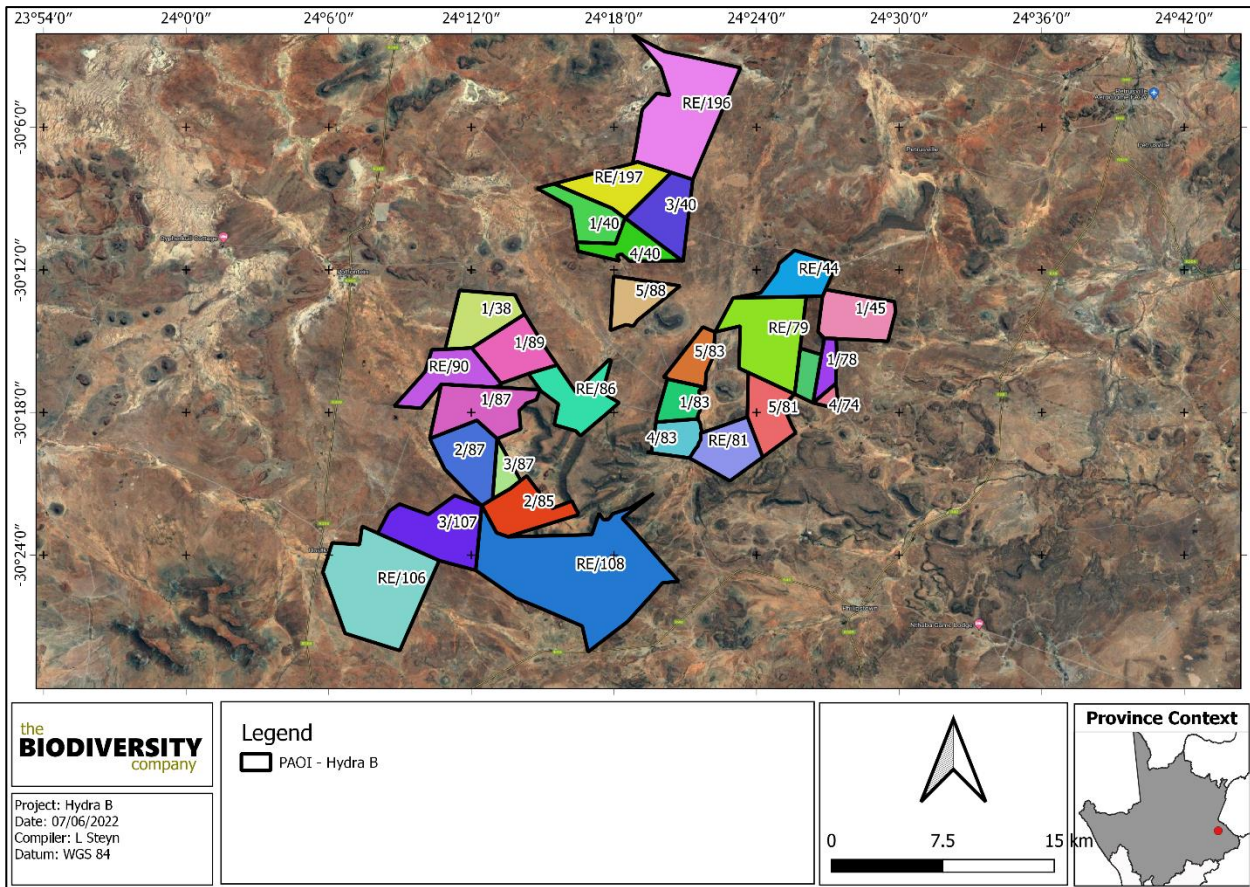 23°54′0″ 24°0′0″ 24°6′0″ 24°12′0″ 24°18′0″ 24°24′0″ 24°30′0″ 24°36′0″ 24°42′0″
-30°6′0″
-30°12′0″
-30°18′0″
-30°24′0″
RE/196
RE/197
3/40
1/40
4/40
RE/44
5/88
1/38
1/45
RE/79
1/89
5/83
RE/90
1/78
RE/86
1/87
1/83
5/81
4/74
4/83
RE/81
2/87
3/87
2/85
3/107
RE/108
RE/106
Petrusville
Philipstown
the
BIODIVERSITY
company
Project: Hydra B
Date: 07/06/2022
Compiler: L Steyn
Datum: WGS 84
Legend
PAOI - Hydra B
0 7.5 15 km
Province Context